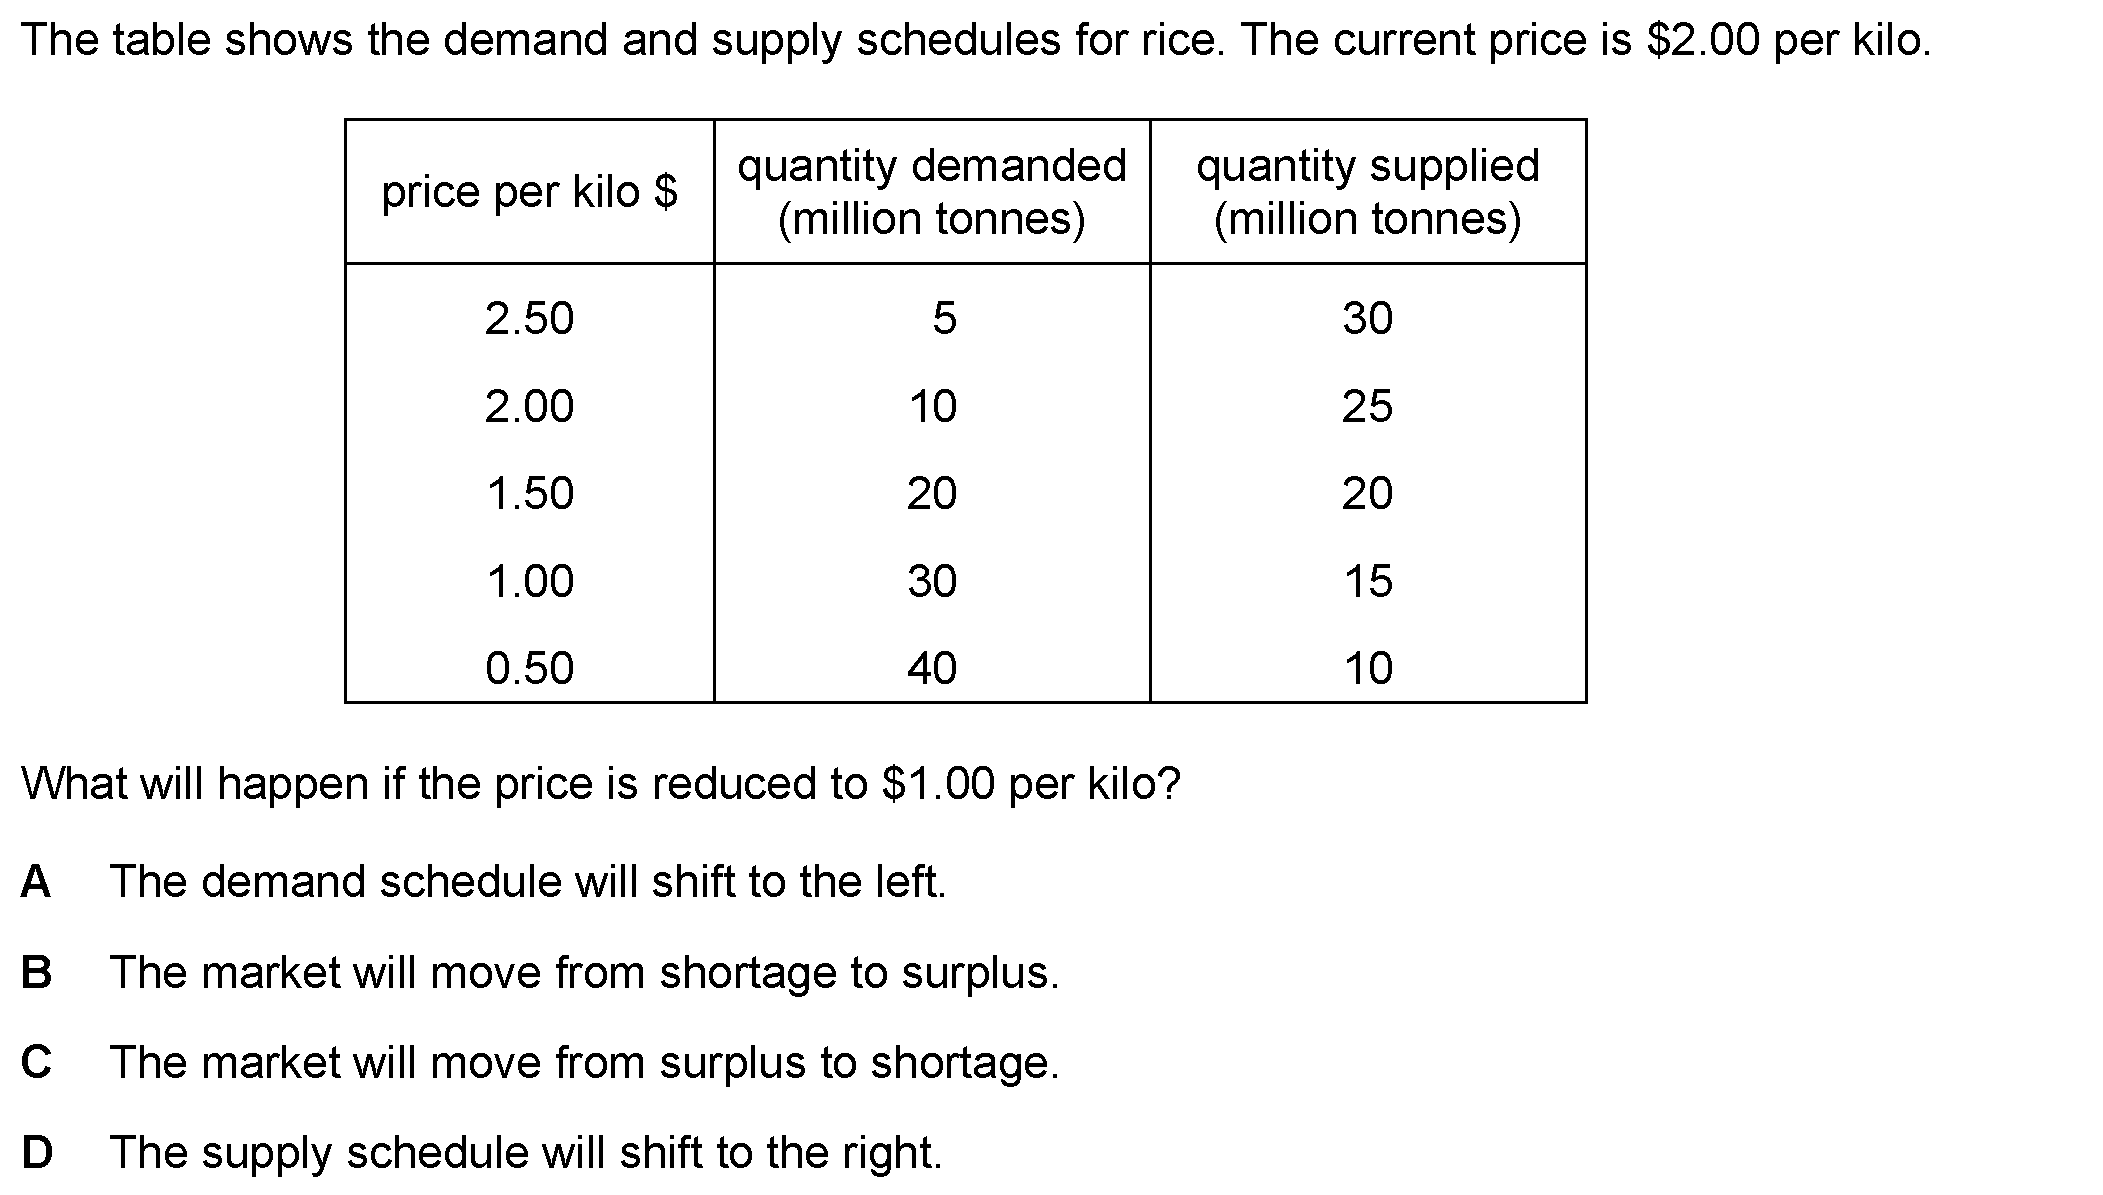 The table shows the demand and supply schedules for rice. The current price is $2.00 per kilo.
price per kilo $ quantity demanded (million tonnes) quantity supplied (million tonnes)
2.50 5 30
2.00 10 25
1.50 20 20
1.00 30 15
0.50 40 10
What will happen if the price is reduced to $1.00 per kilo?
A The demand schedule will shift to the left.
B The market will move from shortage to surplus.
C The market will move from surplus to shortage.
D The supply schedule will shift to the right.